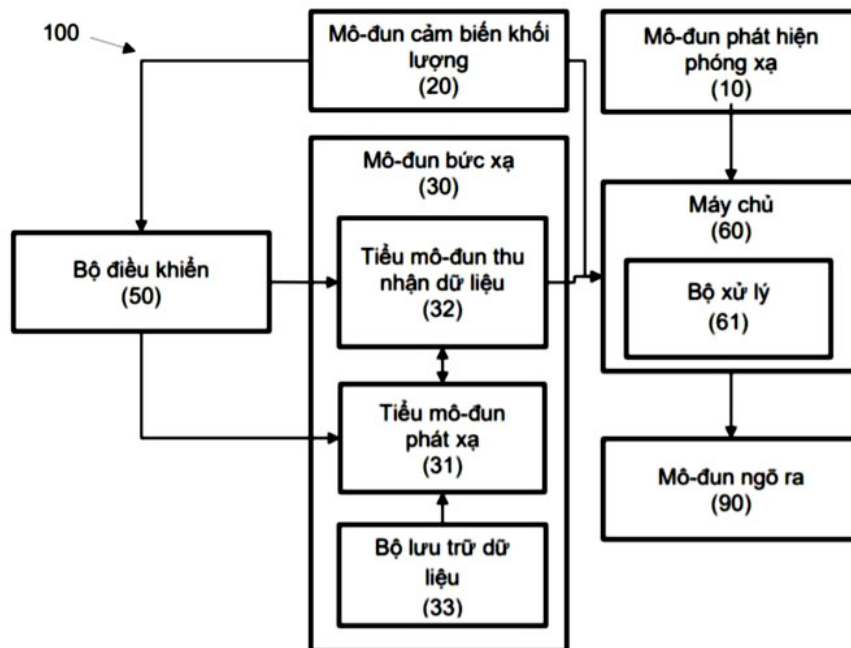 100
Mô-đun cảm biến khối
lượng
(20)
Mô-đun phát hiện
phóng xạ
(10)
Mô-đun bức xạ
(30)
Máy chủ
(60)
Bộ điều khiển
(50)
Tiểu mô-đun thu
nhận dữ liệu
(32)
Bộ xử lý
(61)
Tiểu mô-đun
phát xạ
(31)
Mô-đun ngõ ra
(90)
Bộ lưu trữ dữ
liệu
(33)